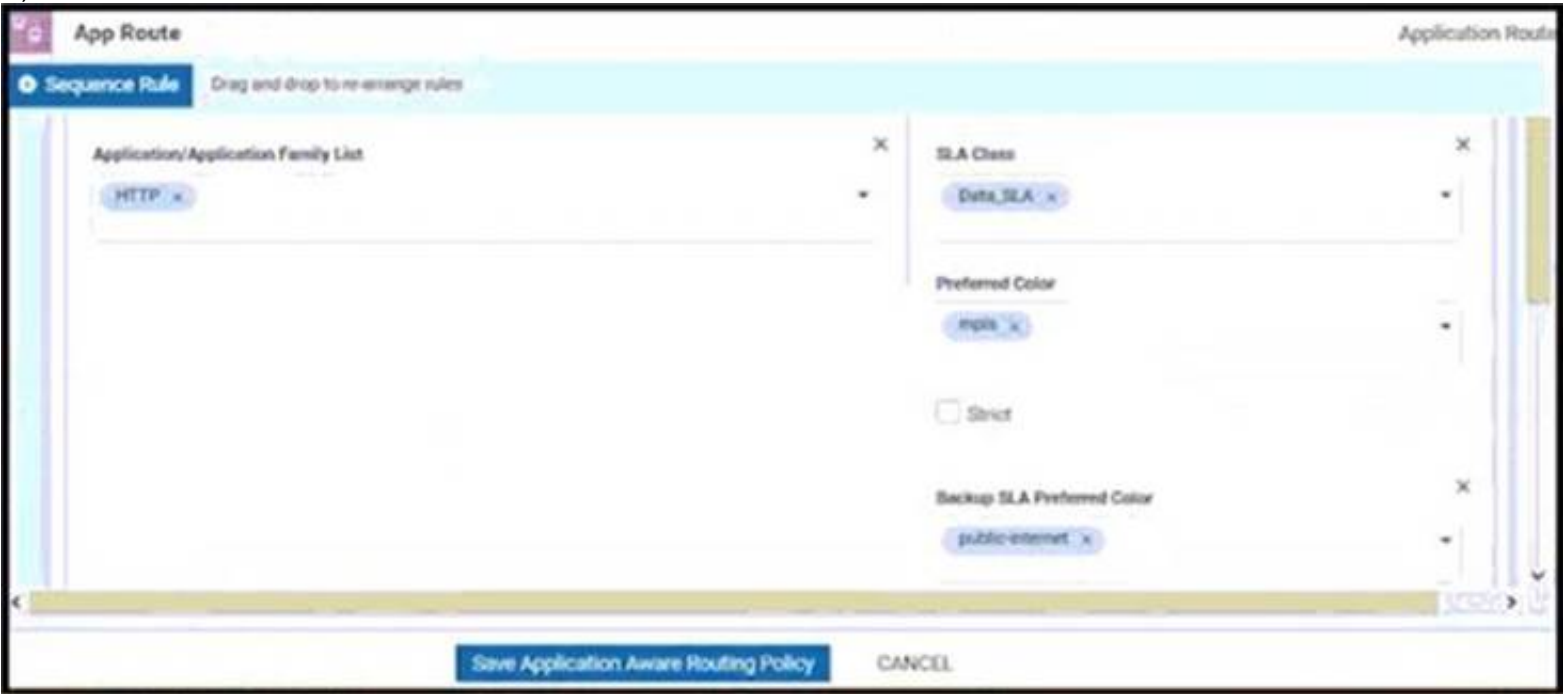 App Route
Application Route
Sequence Rule
Drag and drop to re-arrange rules
Application/Application Family List
HTTP ×
SLA Class
Data_SLA ×
Preferred Color
mpls ×
Strict
Backup SLA Preferred Color
public-internet ×
Save Application Aware Routing Policy
CANCEL